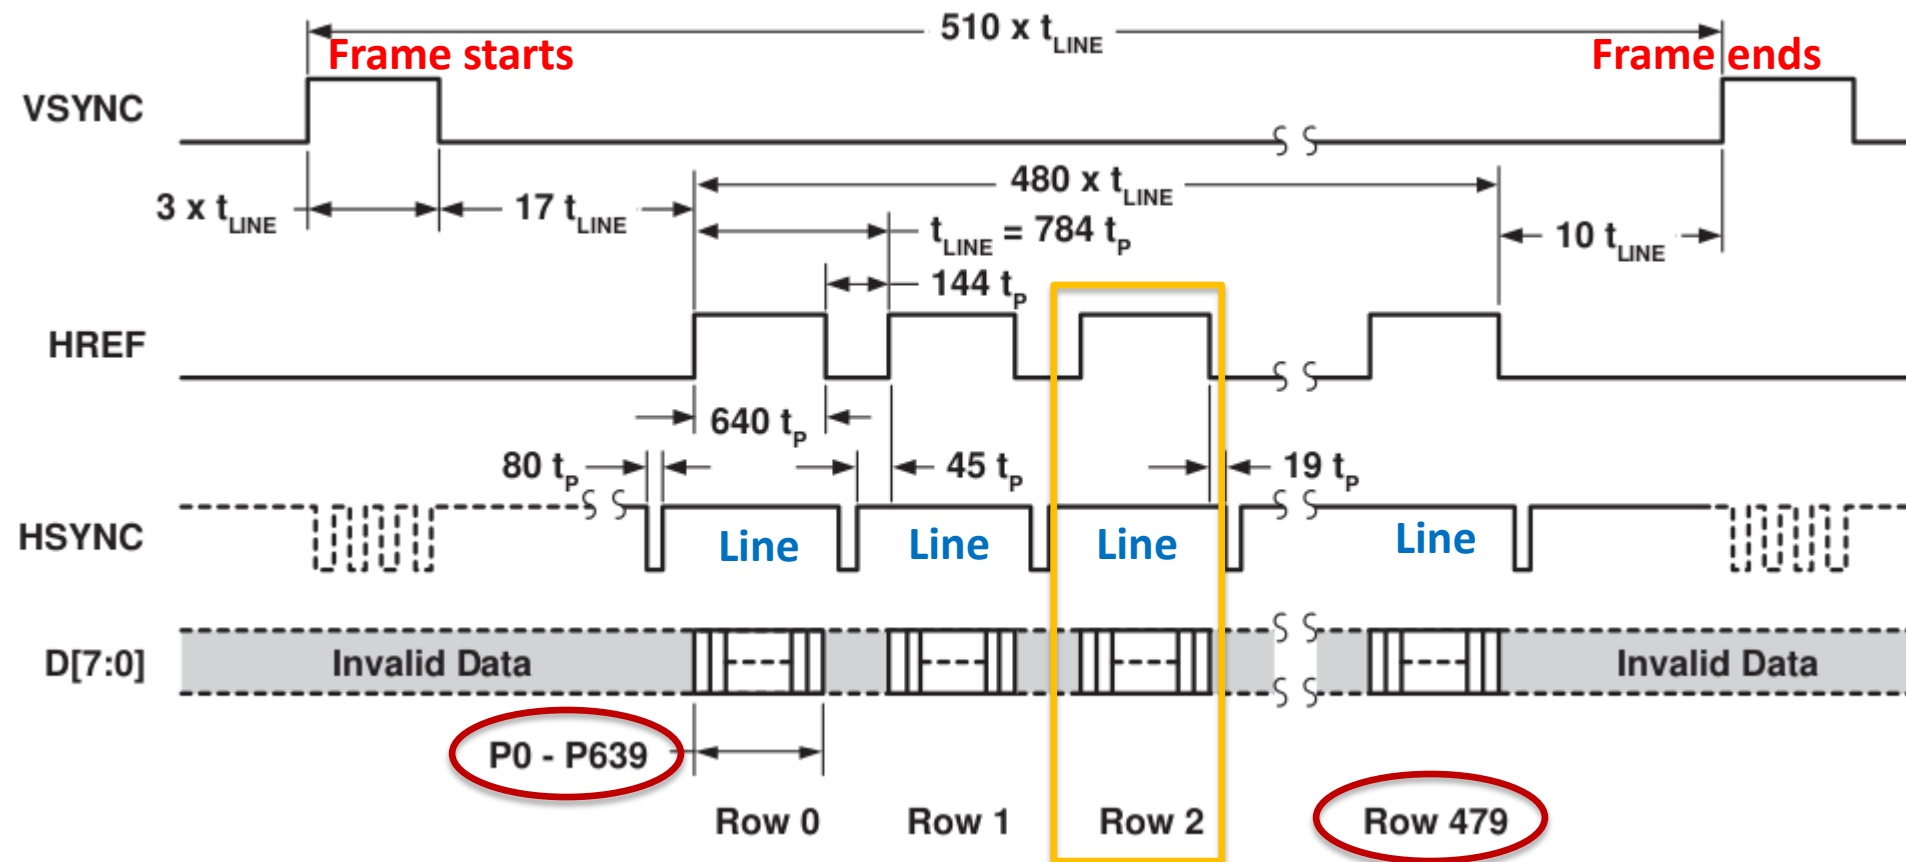 510 x tLINE
Frame starts
Frame ends
VSYNC
480 x tLINE
3 x tLINE
17 tLINE
tLINE = 784 tP
10 tLINE
144 tP
HREF
640 tP
80 tP
45 tP
19 tP
HSYNC
Line
Line
Line
Line
D[7:0]
Invalid Data
Invalid Data
P0 - P639
Row 0
Row 1
Row 2
Row 479